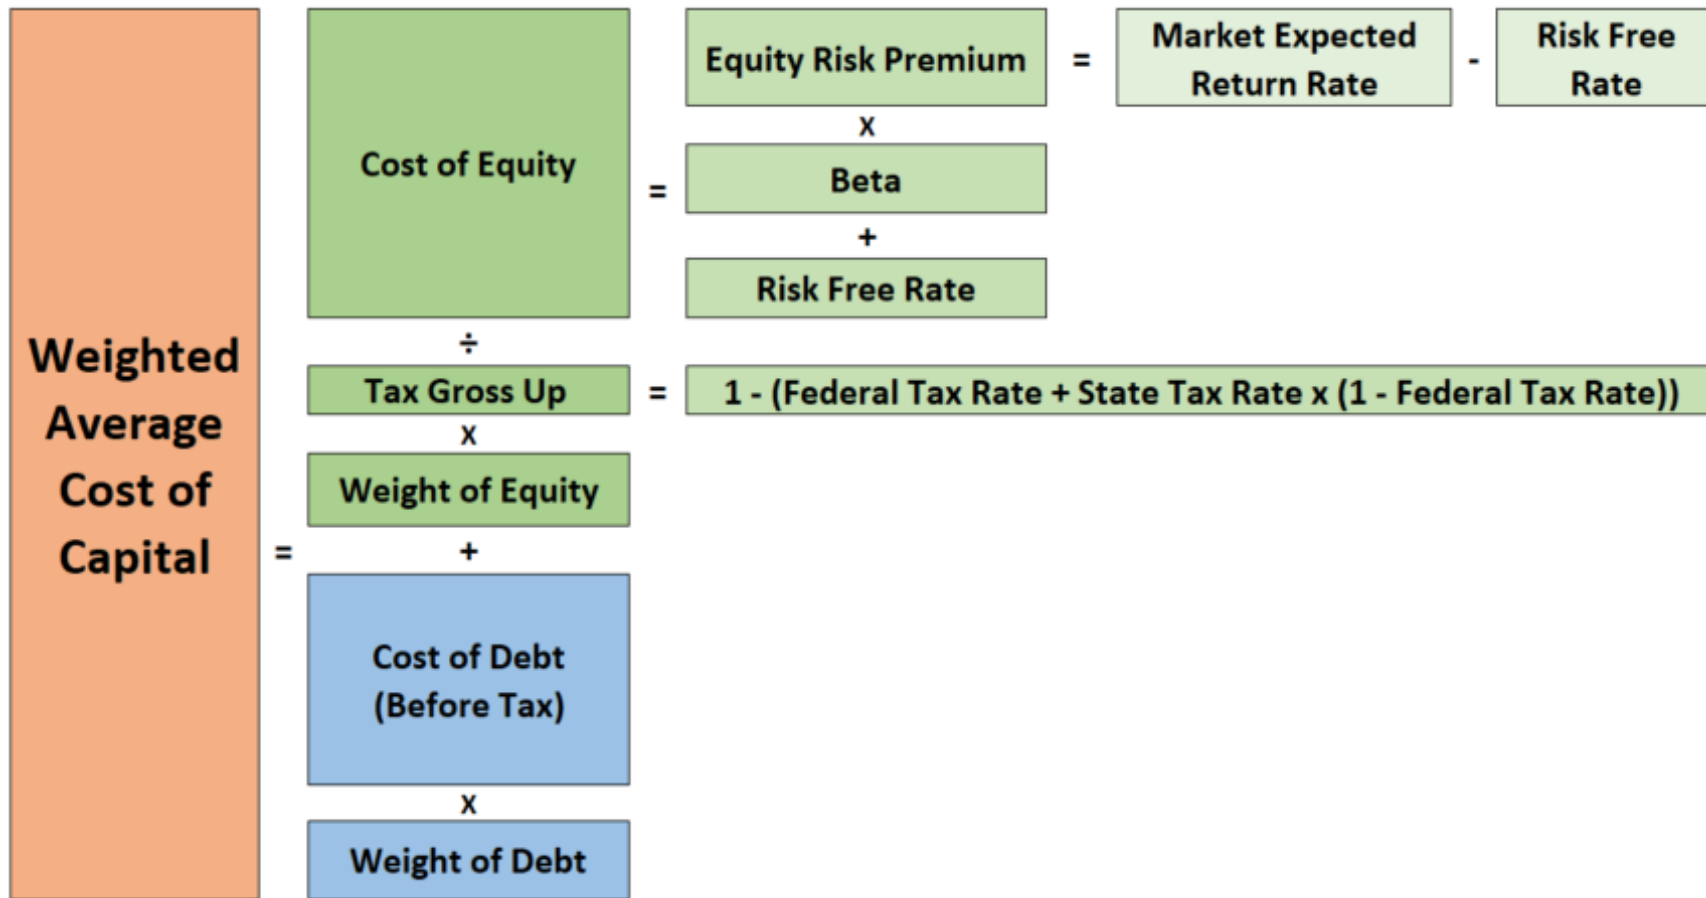 Weighted
Average
Cost of
Capital
=
Cost of Equity
=
Equity Risk Premium
=
Market Expected
Return Rate
-
Risk Free
Rate
x
Beta
+
Risk Free Rate
÷
Tax Gross Up
=
1 - (Federal Tax Rate + State Tax Rate x (1 - Federal Tax Rate))
x
Weight of Equity
+
Cost of Debt
(Before Tax)
x
Weight of Debt